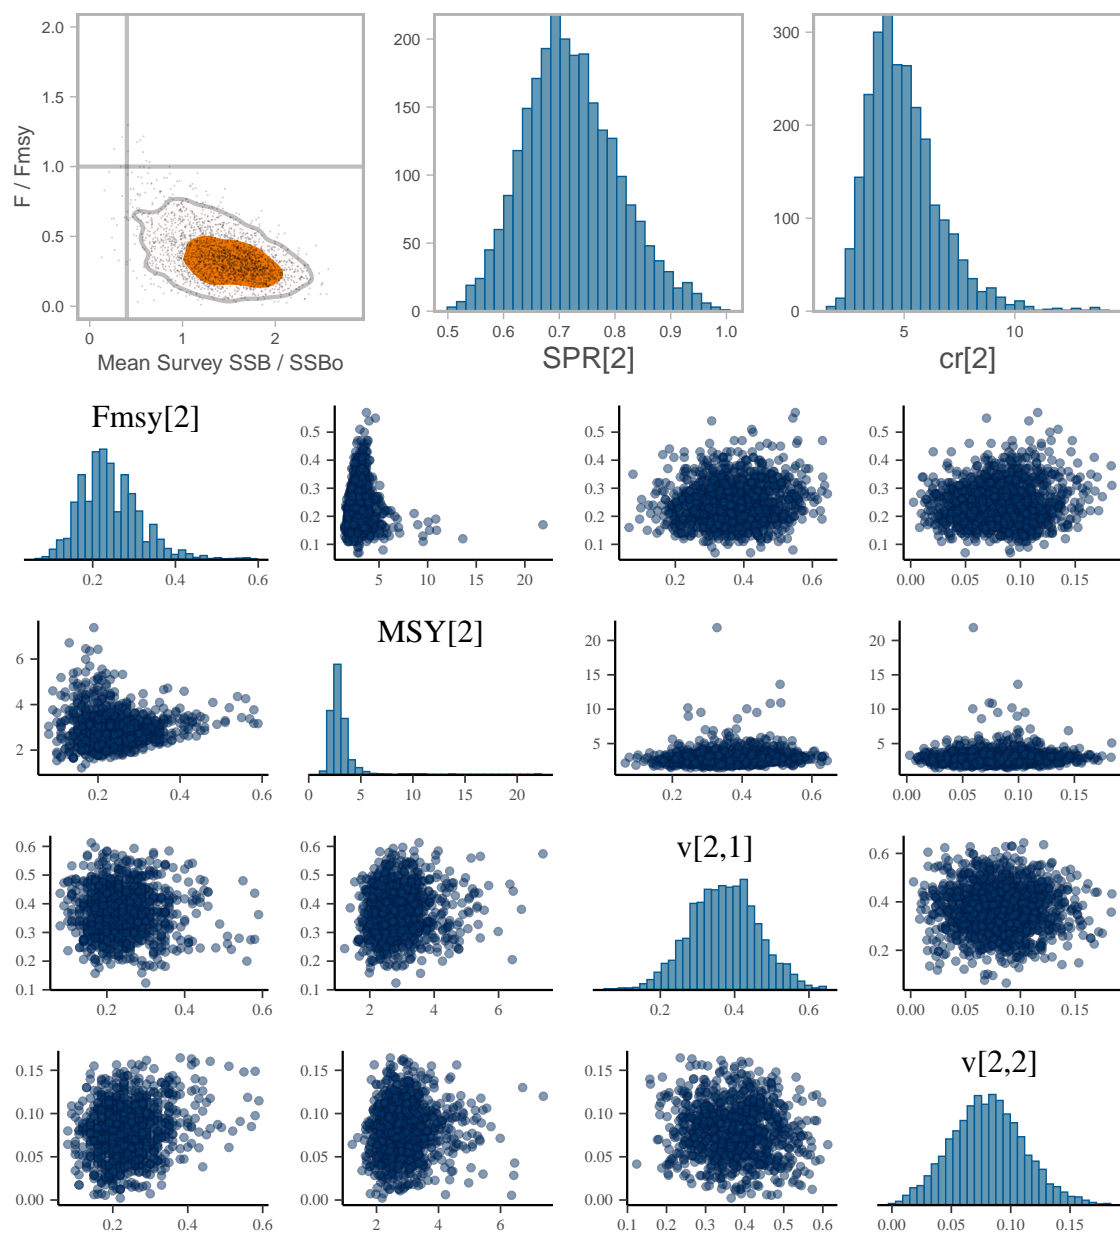 2.0
1.5
1.0
0.5
0.0
F / Fmsy
0 1 2
Mean Survey SSB / SSBo
200
150
100
50
0
0.5 0.6 0.7 0.8 0.9 1.0
SPR[2]
300
200
100
0
5 10
cr[2]
Fmsy[2]
0.2 0.4 0.6
0.5
0.4
0.3
0.2
0.1
5 10 15 20
0.5
0.4
0.3
0.2
0.1
0.2 0.4 0.6
0.5
0.4
0.3
0.2
0.1
0.00 0.05 0.10 0.15
6
4
2
0.2 0.4 0.6
MSY[2]
0 5 10 15 20
20
15
10
5
0.2 0.4 0.6
20
15
10
5
0.00 0.05 0.10 0.15
0.6
0.5
0.4
0.3
0.2
0.1
0.2 0.4 0.6
0.6
0.5
0.4
0.3
0.2
0.1
2 4 6
v[2,1]
0.2 0.4 0.6
0.6
0.4
0.2
0.00 0.05 0.10 0.15
0.15
0.10
0.05
0.00
0.2 0.4 0.6
0.15
0.10
0.05
0.00
2 4 6
0.15
0.10
0.05
0.00
0.1 0.2 0.3 0.4 0.5 0.6
v[2,2]
0.00 0.05 0.10 0.15